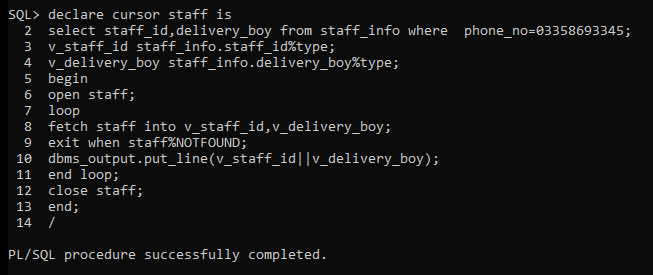 SQL> declare cursor staff is
2 select staff_id,delivery_boy from staff_info where  phone_no=03358693345;
3 v_staff_id staff_info.staff_id%type;
4 v_delivery_boy staff_info.delivery_boy%type;
5 begin
6 open staff;
7 loop
8 fetch staff into v_staff_id,v_delivery_boy;
9 exit when staff%NOTFOUND;
10 dbms_output.put_line(v_staff_id||v_delivery_boy);
11 end loop;
12 close staff;
13 end;
14 /
PL/SQL procedure successfully completed.